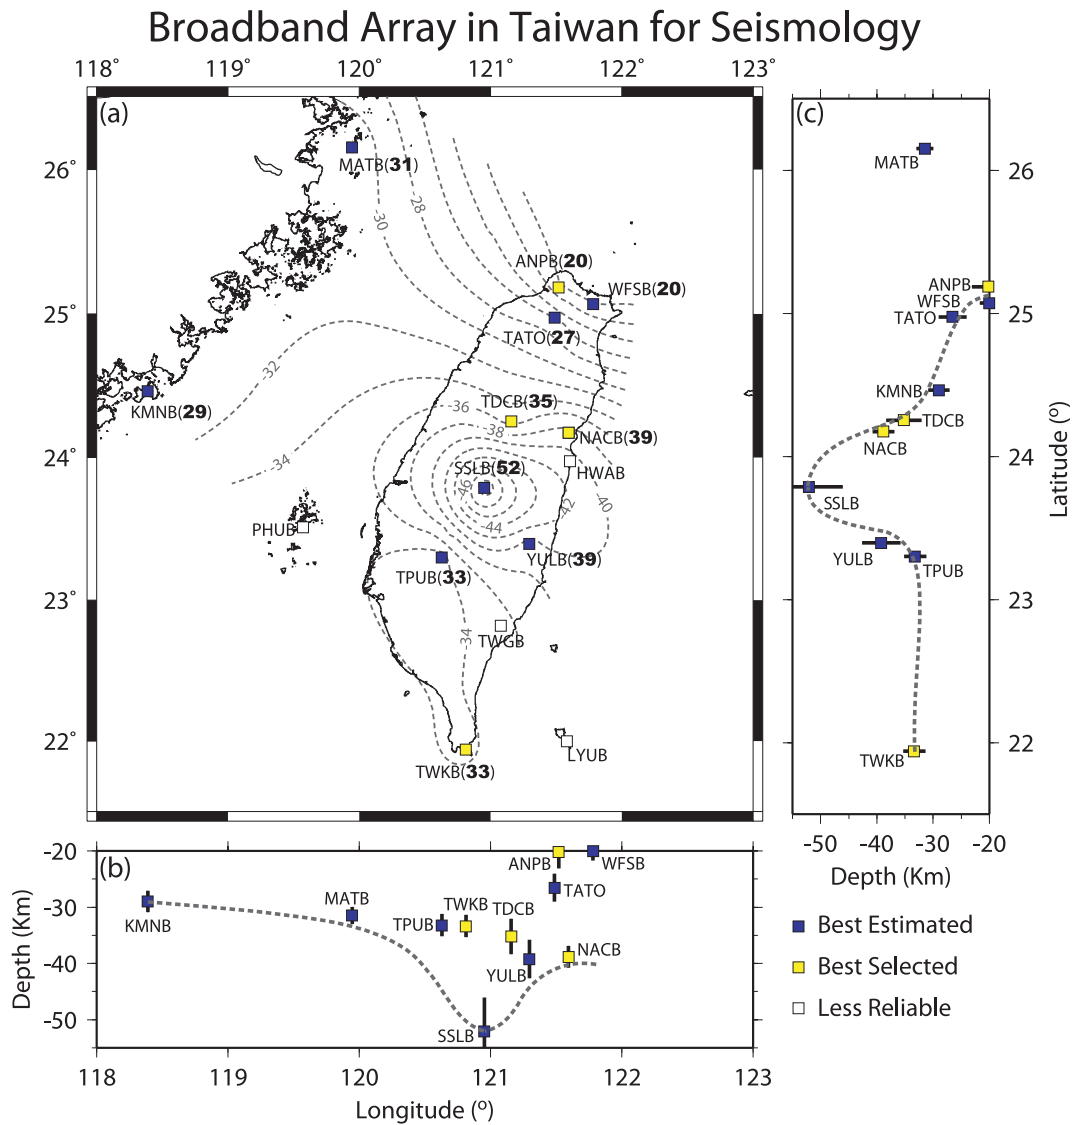 Broadband Array in Taiwan for Seismology
118° 119° 120° 121° 122° 123°
(a)
26°
25°
24°
23°
22°
MATB(31)
-28
-30
ANPB(20)
WFSB(20)
TATO(27)
-32
KMNB(29)
-36
TDCB(35)
-38
NACB(39)
-34
SSLB(52)
HWAB
-46
-42
-40
-44
PHUB
YULB(39)
TPUB(33)
-34
TWGB
LYUB
TWKB(33)
(c)
MATB
ANPB
WFSB
TATO
KMNB
TDCB
NACB
SSLB
YULB
TPUB
TWKB
26
25
24
23
22
Latitude (º)
-50 -40 -30 -20
Depth (Km)
(b)
-20
-30
-40
-50
Depth (Km)
ANPB
WFSB
TATO
MATB
TWKB
TDCB
KMNB
TPUB
NACB
YULB
SSLB
118 119 120 121 122 123
Longitude (º)
Best Estimated
Best Selected
Less Reliable